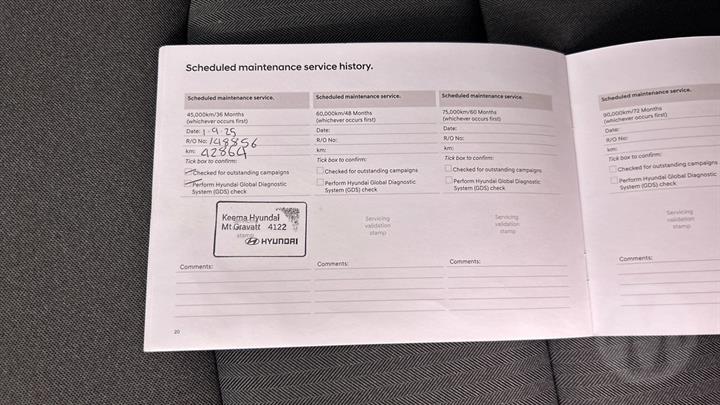 Scheduled maintenance service history.
Scheduled maintenance service.
45,000km/36 Months
(whichever occurs first)
Date: 1.9.25
R/O No: 148856
km: 42864
Tick box to confirm:
Checked for outstanding campaigns
Perform Hyundai Global Diagnostic
System (GDS) check
Keema Hyundai
Mt Gravatt 4122
stamp
HYUNDAI
Comments:
20
Scheduled maintenance service.
60,000km/48 Months
(whichever occurs first)
Date:
R/O No:
km:
Tick box to confirm:
Checked for outstanding campaigns
Perform Hyundai Global Diagnostic
System (GDS) check
Servicing
validation
stamp
Comments:
Scheduled maintenance service.
75,000km/60 Months
(whichever occurs first)
Date:
R/O No:
km:
Tick box to confirm:
Checked for outstanding campaigns
Perform Hyundai Global Diagnostic
System (GDS) check
Servicing
validation
stamp
Comments:
Scheduled maintenance service.
90,000km/72 Months
(whichever occurs first)
Date:
R/O No:
km:
Tick box to confirm:
Checked for outstanding campaigns
Perform Hyundai Global Diagnostic
System (GDS) check
Servicing
validation
stamp
Comments: